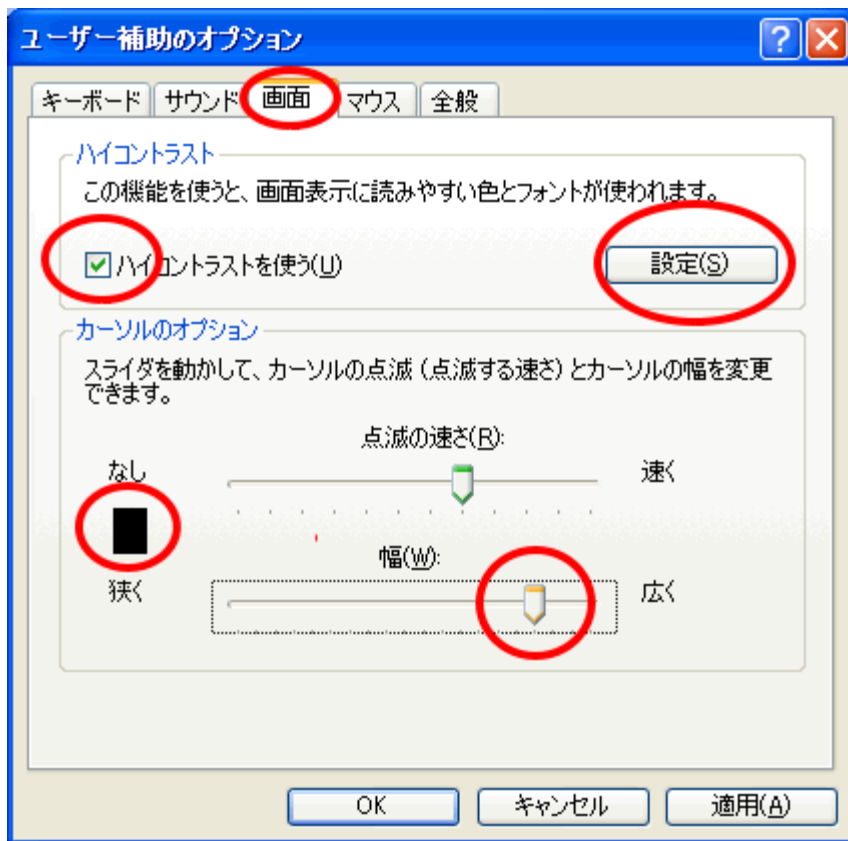 ユーザー補助のオプション
キーボード サウンド 画面 マウス 全般
ハイコントラスト
この機能を使うと、画面表示に読みやすい色とフォントが使われます。
ハイコントラストを使う(U) 設定(S)
カーソルのオプション
スライダを動かして、カーソルの点滅 (点滅する速さ) とカーソルの幅を変更
できます。
点滅の速さ(R):
なし 速く
幅(W):
狭く 広く
OK キャンセル 適用(A)